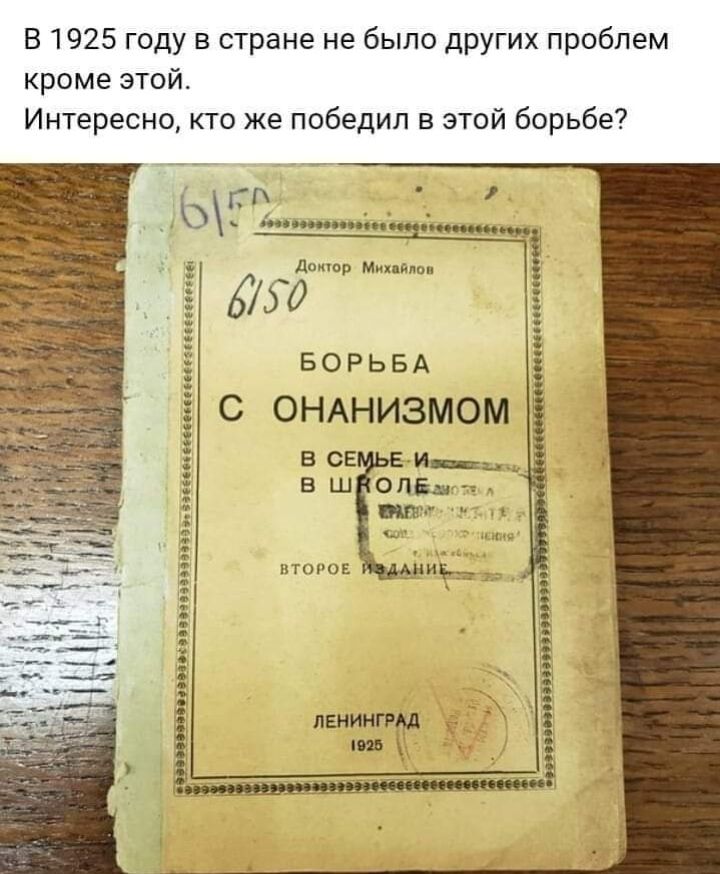 В 1925 году в стране не было других проблем
кроме этой.
Интересно, кто же победил в этой борьбе?
6150
Доктор Михайлов
6150
БОРЬБА
С ОНАНИЗМОМ
В СЕМЬЕ И
В ШКОЛЕ
ВТОРОЕ ИЗДАНИЕ.
ЛЕНИНГРАД
1925